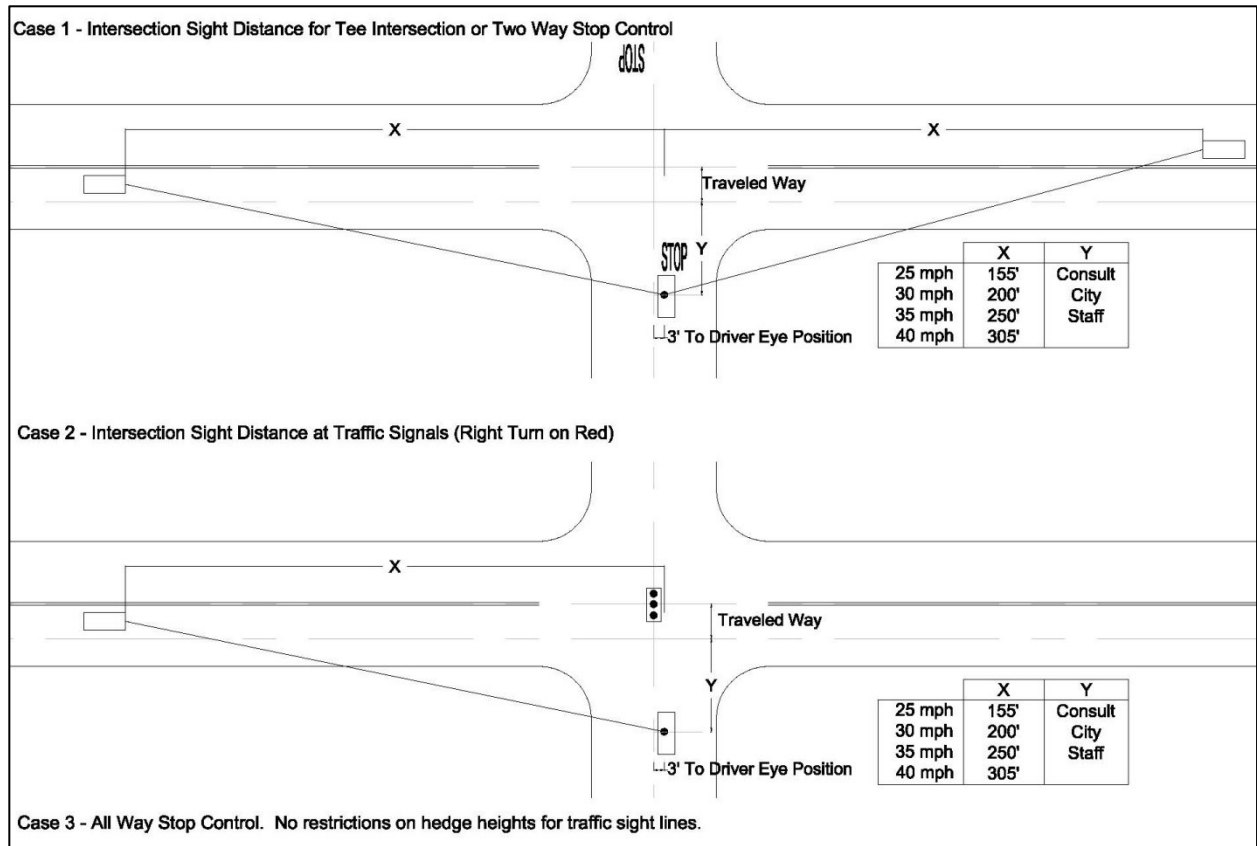 Case 1 - Intersection Sight Distance for Tee Intersection or Two Way Stop Control
STOP
X X
Traveled Way
Y
STOP
3' To Driver Eye Position
X Y
25 mph 155' Consult
30 mph 200' City
35 mph 250' Staff
40 mph 305'
Case 2 - Intersection Sight Distance at Traffic Signals (Right Turn on Red)
X
Traveled Way
Y
3' To Driver Eye Position
X Y
25 mph 155' Consult
30 mph 200' City
35 mph 250' Staff
40 mph 305'
Case 3 - All Way Stop Control. No restrictions on hedge heights for traffic sight lines.